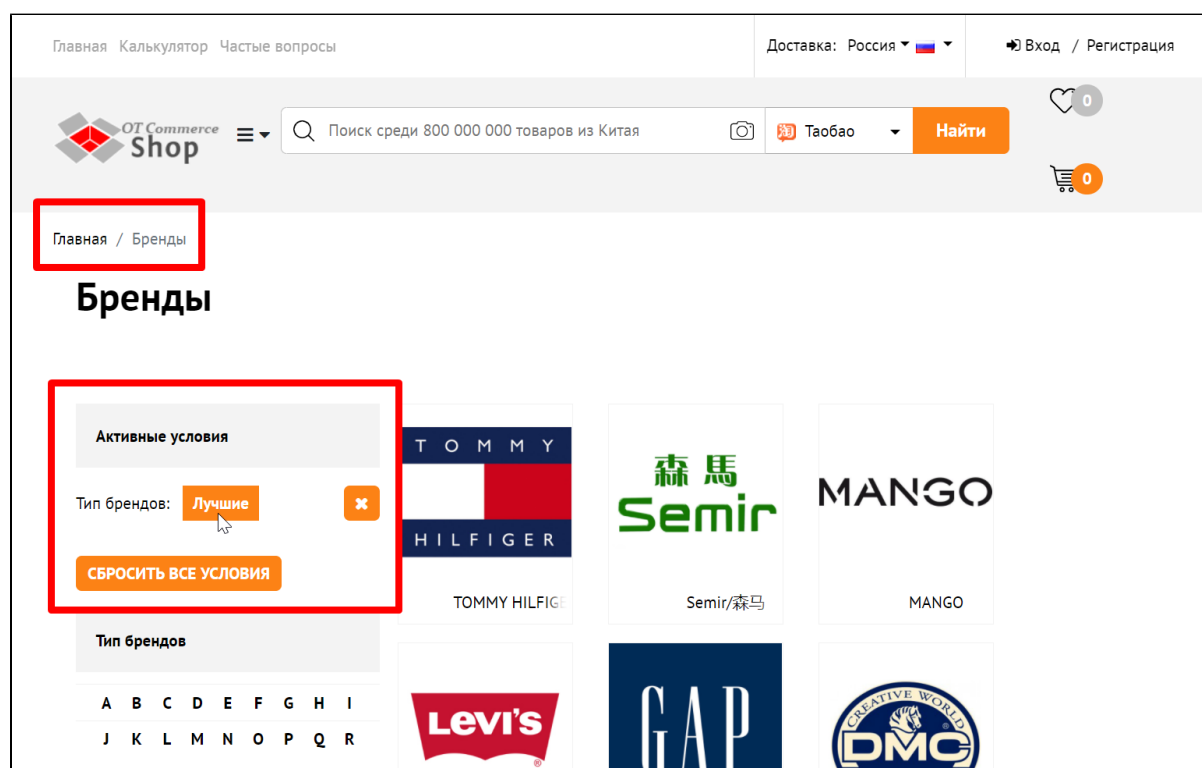 Главная Калькулятор Частые вопросы
Доставка: Россия
Вход / Регистрация
OT Commerce
Shop
Поиск среди 800 000 000 товаров из Китая
淘
Таобао
Найти
0
0
Главная / Бренды
Бренды
Активные условия
Тип брендов: Лучшие
СБРОСИТЬ ВСЕ УСЛОВИЯ
Тип брендов
A B C D E F G H I
J K L M N O P Q R
TOMMY
HILFIGER
TOMMY HILFIGE
森馬
Semir
Semir/森马
MANGO
MANGO
LEVI'S
®
GAP
CREATIVE WORLD
DMC